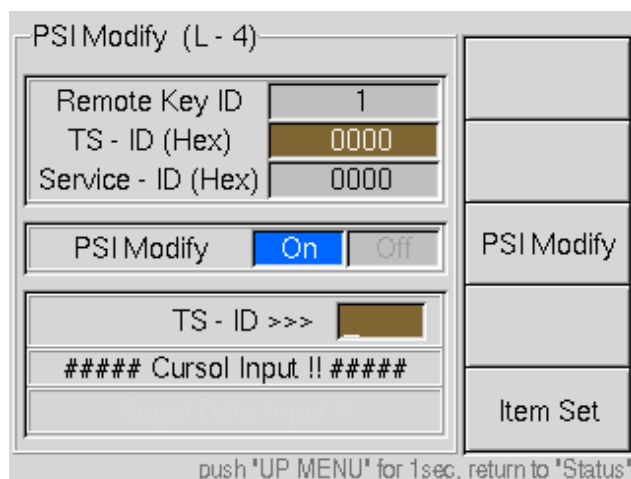 PSI Modify (L - 4)
Remote Key ID 1
TS - ID (Hex) 0000
Service - ID (Hex) 0000
PSI Modify On Off
PSI Modify
TS - ID >>> _
##### Cursol Input !! #####
Illegal Data Input !!
Item Set
push "UP MENU" for 1sec, return to "Status"